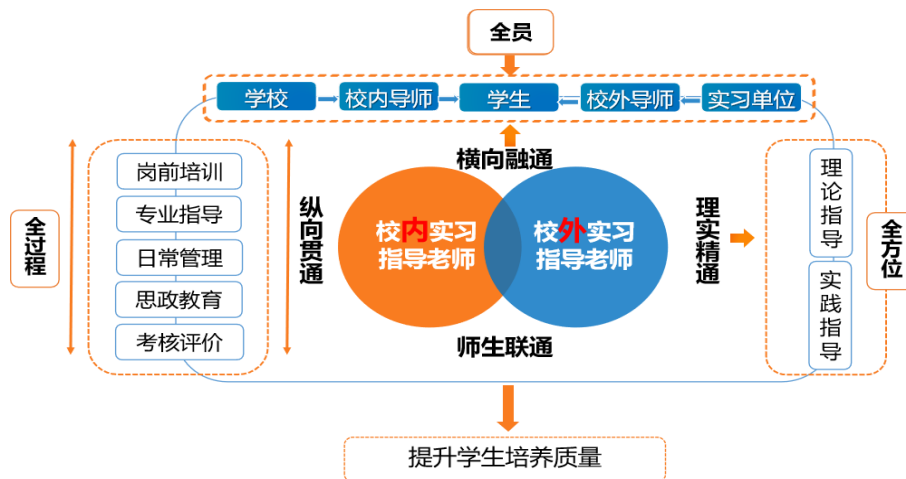 全员
学校
校内导师
学生
校外导师
实习单位
横向融通
全过程
岗前培训
专业指导
日常管理
思政教育
考核评价
纵向贯通
校内实习
指导老师
校外实习
指导老师
师生联通
理实精通
理论指导
实践指导
全方位
提升学生培养质量